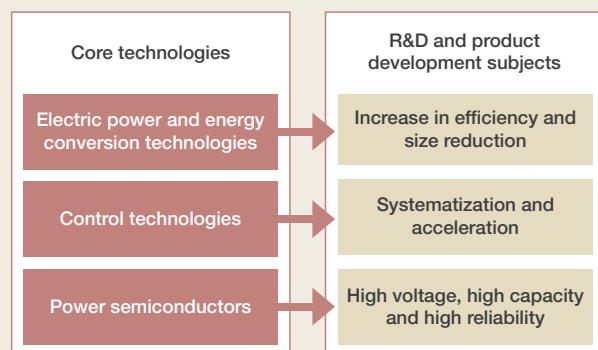 Core technologies
R&D and product
development subjects
Electric power and energy
conversion technologies
Increase in efficiency and
size reduction
Control technologies
Systematization and
acceleration
Power semiconductors
High voltage, high capacity
and high reliability